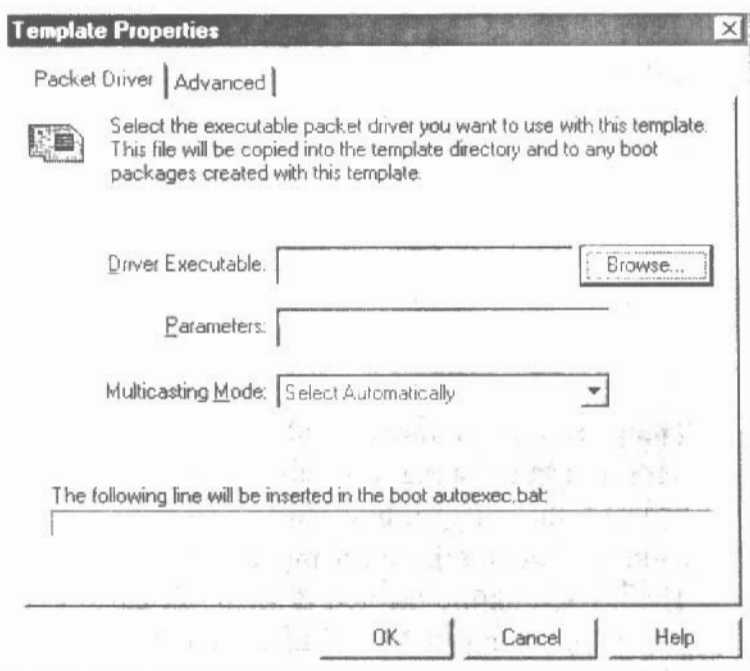 Template Properties
Packet Driver
Advanced
Select the executable packet driver you want to use with this template.
This file will be copied into the template directory and to any boot
packages created with this template.
Driver Executable:
Browse...
Parameters:
Multicasting Mode: Select Automatically
The following line will be inserted in the boot autoexec.bat:
OK Cancel Help